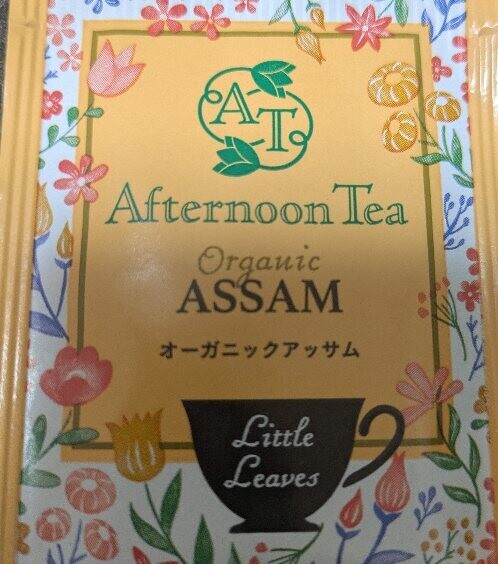 AT
Afternoon Tea
Organic
ASSAM
オーガニックアッサム
Little
Leaves